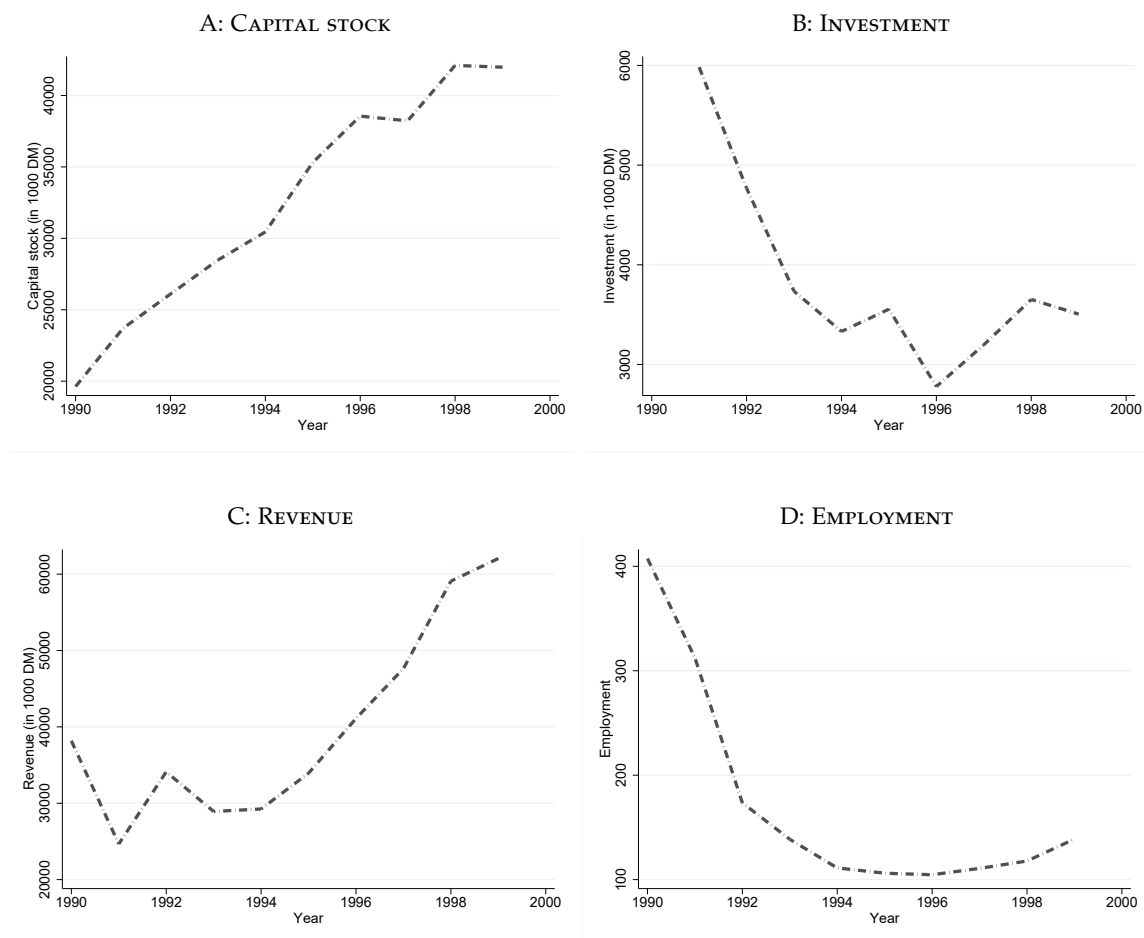 A: CAPITAL STOCK
Capital stock (in 1000 DM)
40000
35000
30000
25000
20000
1990 1992 1994 1996 1998 2000
Year
B: INVESTMENT
Investment (in 1000 DM)
6000
5000
4000
3000
1990 1992 1994 1996 1998 2000
Year
C: REVENUE
Revenue (in 1000 DM)
60000
50000
40000
30000
20000
1990 1992 1994 1996 1998 2000
Year
D: EMPLOYMENT
Employment
400
300
200
100
1990 1992 1994 1996 1998 2000
Year